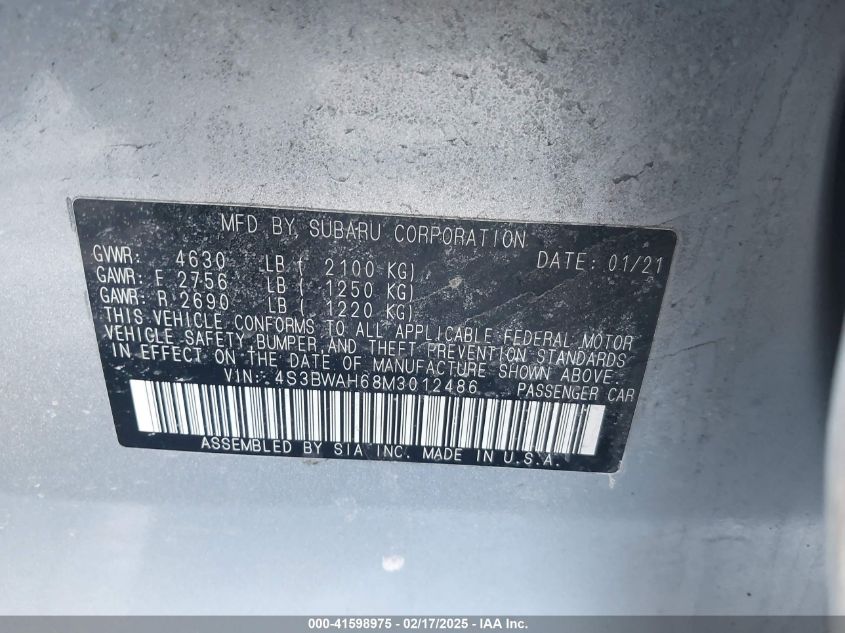 MFD BY SUBARU CORPORATION
GVWR: 4630 LB ( 2100 KG) DATE: 01/21
GAWR: F 2756 LB ( 1250 KG)
GAWR: R 2690 LB ( 1220 KG)
THIS VEHICLE CONFORMS TO ALL APPLICABLE FEDERAL MOTOR
VEHICLE SAFETY, BUMPER AND THEFT PREVENTION STANDARDS
IN EFFECT ON THE DATE OF MANUFACTURE SHOWN ABOVE.
VIN: 4S3BWAH68M3012486 PASSENGER CAR
ASSEMBLED BY SIA INC. MADE IN U.S.A.
000-41598975 - 02/17/2025 - IAA Inc.